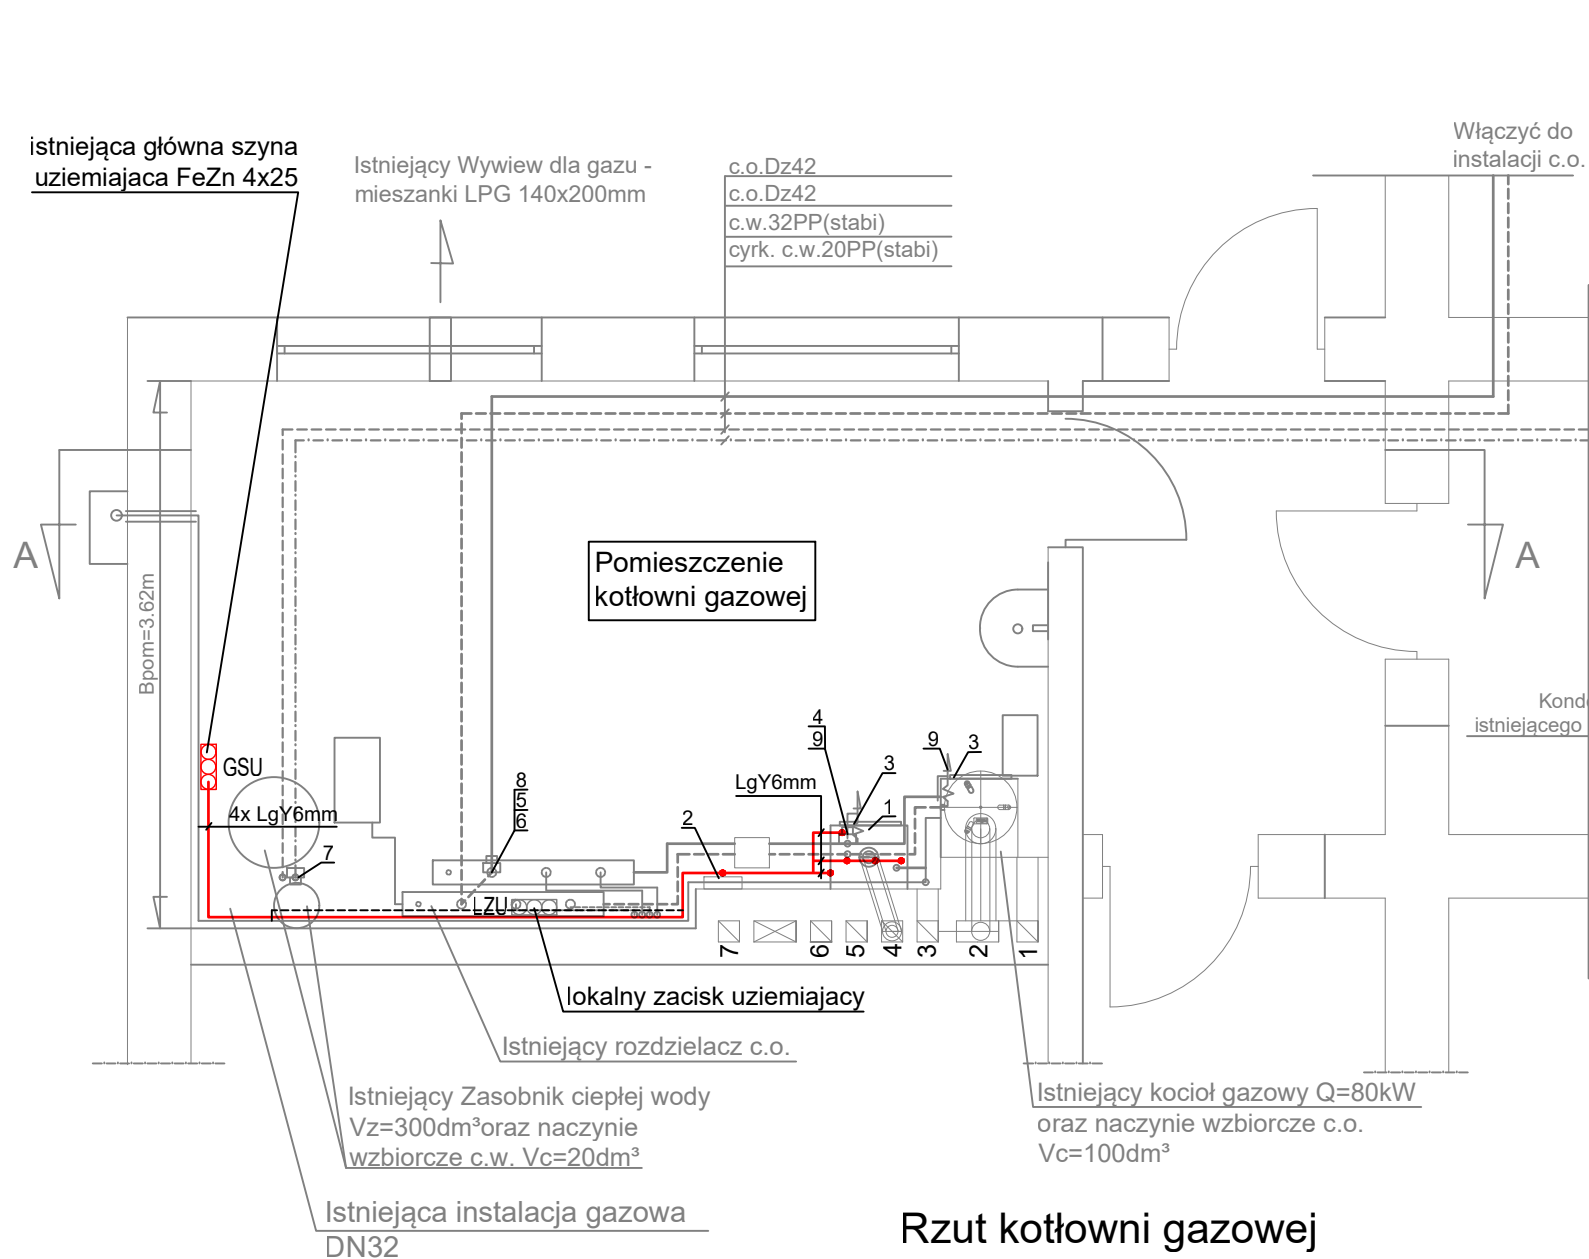 istniejąca główna szyna
uziemiajaca FeZn 4x25
Istniejący Wywiew dla gazu -
mieszanki LPG 140x200mm
c.o.Dz42
c.o.Dz42
c.w.32PP(stabi)
cyrk. c.w.20PP(stabi)
Włączyć do
instalacji c.o.
A
A
Pomieszczenie
kotłowni gazowej
Bpom=3.62m
istniejącego
GSU
4x LgY6mm
7
8
5
6
2
LgY6mm
4
9
3
1
9
3
LZU
7
6
5
4
3
2
1
lokalny zacisk uziemiajacy
Istniejący rozdzielacz c.o.
Istniejący Zasobnik ciepłej wody
Vz=300dm³oraz naczynie
wzbiorcze c.w. Vc=20dm³
Istniejący kocioł gazowy Q=80kW
oraz naczynie wzbiorcze c.o.
Vc=100dm³
Istniejąca instalacja gazowa
DN32
Rzut kotłowni gazowej